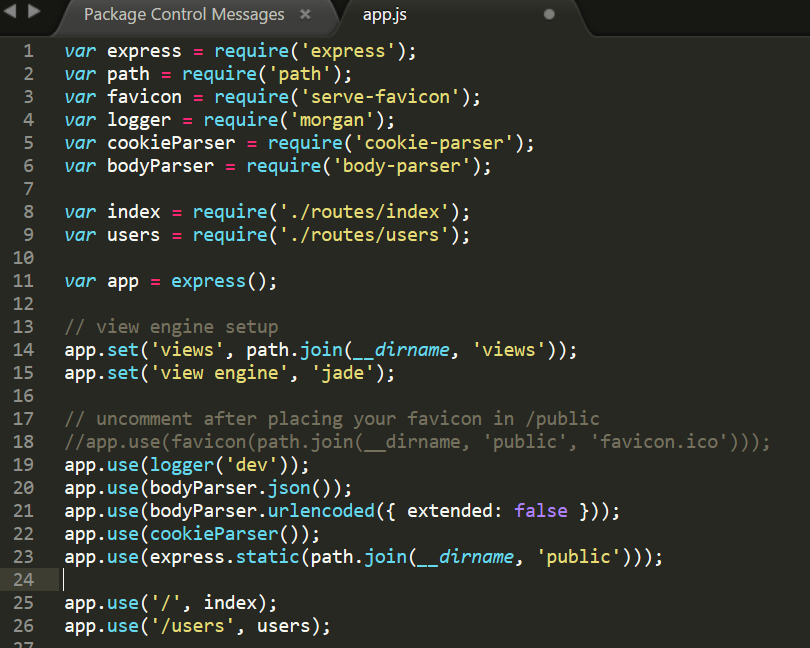 Package Control Messages × app.js
1 var express = require('express');
2 var path = require('path');
3 var favicon = require('serve-favicon');
4 var logger = require('morgan');
5 var cookieParser = require('cookie-parser');
6 var bodyParser = require('body-parser');
7
8 var index = require('./routes/index');
9 var users = require('./routes/users');
10
11 var app = express();
12
13 // view engine setup
14 app.set('views', path.join(__dirname, 'views'));
15 app.set('view engine', 'jade');
16
17 // uncomment after placing your favicon in /public
18 //app.use(favicon(path.join(__dirname, 'public', 'favicon.ico')));
19 app.use(logger('dev'));
20 app.use(bodyParser.json());
21 app.use(bodyParser.urlencoded({ extended: false }));
22 app.use(cookieParser());
23 app.use(express.static(path.join(__dirname, 'public')));
24
25 app.use('/', index);
26 app.use('/users', users);
27